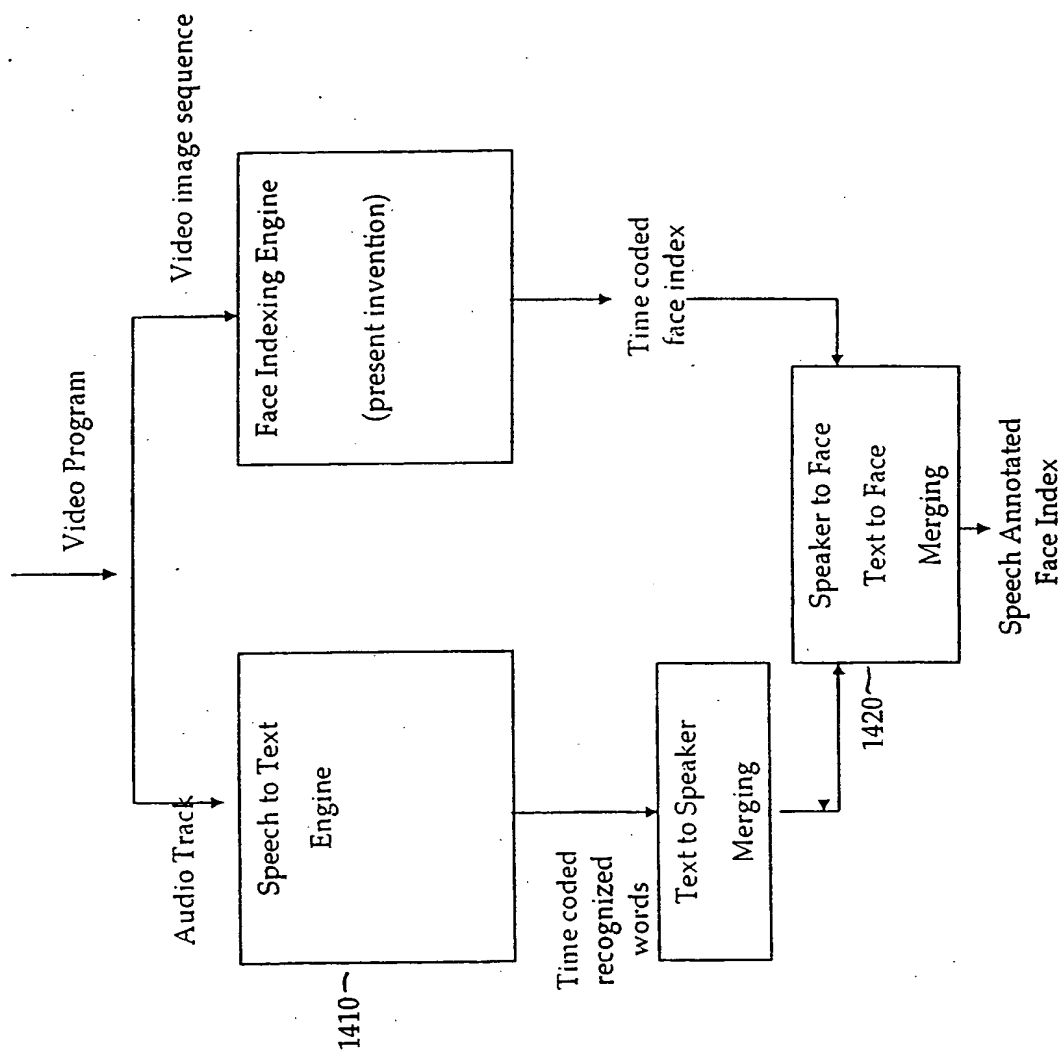 Video Program
Audio Track
Video image sequence
Speech to Text
Engine
1410
Face Indexing Engine
(present invention)
Time coded
recognized
words
Time coded
face index
Text to Speaker
Merging
1420
Speaker to Face
Text to Face
Merging
Speech Annotated
Face Index